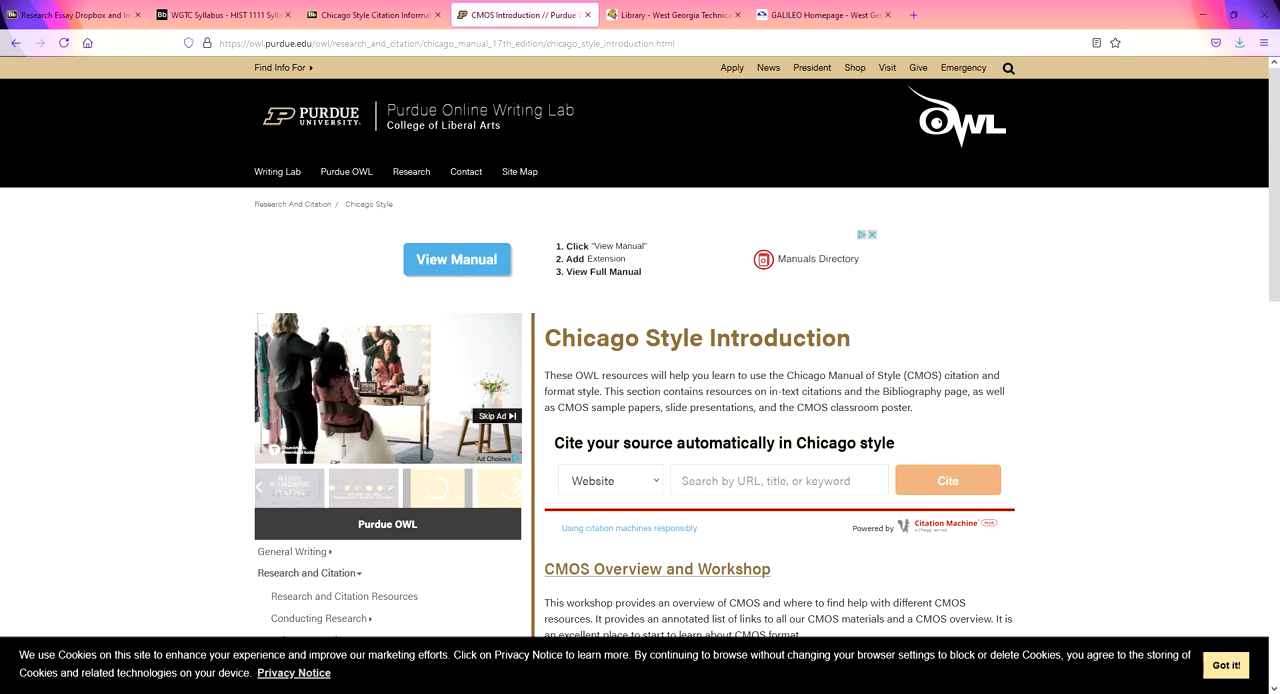 Research Essay Dropbox and In
WGTC Syllabus - HIST 1111 Syll
Chicago Style Citation Informat
CMOS Introduction // Purdue W
Library - West Georgia Technica
GALILEO Homepage - West Geo
https://owl.purdue.edu/owl/research_and_citation/chicago_manual_17th_edition/chicago_style_introduction.html
Find Info For
Apply News President Shop Visit Give Emergency
PURDUE UNIVERSITY
Purdue Online Writing Lab
College of Liberal Arts
OWL
Writing Lab Purdue OWL Research Contact Site Map
Research And Citation / Chicago Style
View Manual
1. Click "View Manual"
2. Add Extension
3. View Full Manual
Manuals Directory
Skip Ad
Ad Choices
PLAYING
Purdue OWL
General Writing
Research and Citation
Research and Citation Resources
Conducting Research
Chicago Style Introduction
These OWL resources will help you learn to use the Chicago Manual of Style (CMOS) citation and
format style. This section contains resources on in-text citations and the Bibliography page, as well
as CMOS sample papers, slide presentations, and the CMOS classroom poster.
Cite your source automatically in Chicago style
Website Search by URL, title, or keyword Cite
Using citation machines responsibly
Powered by Citation Machine PLUS
a Chegg service
CMOS Overview and Workshop
This workshop provides an overview of CMOS and where to find help with different CMOS
resources. It provides an annotated list of links to all our CMOS materials and a CMOS overview. It is
an excellent place to start to learn about CMOS format.
We use Cookies on this site to enhance your experience and improve our marketing efforts. Click on Privacy Notice to learn more. By continuing to browse without changing your browser settings to block or delete Cookies, you agree to the storing of
Cookies and related technologies on your device. Privacy Notice
Got it!